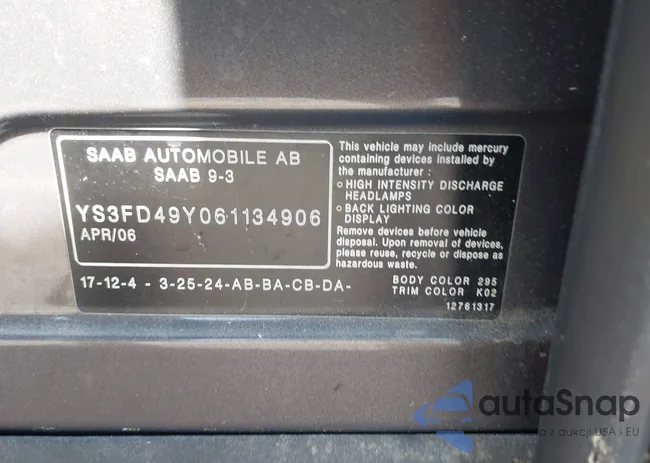 SAAB AUTOMOBILE AB
SAAB 9-3
YS3FD49Y061134906
APR/06
17-12-4 - 3-25-24-AB-BA-CB-DA-
This vehicle may include mercury
containing devices installed by
the manufacturer :
○ HIGH INTENSITY DISCHARGE
HEADLAMPS
○ BACK LIGHTING COLOR
DISPLAY
Remove devices before vehicle
disposal. Upon removal of devices,
please reuse, recycle or dispose as
hazardous waste.
BODY COLOR 295
TRIM COLOR K02
12761317
autaSnap
z aukcji USA - EU